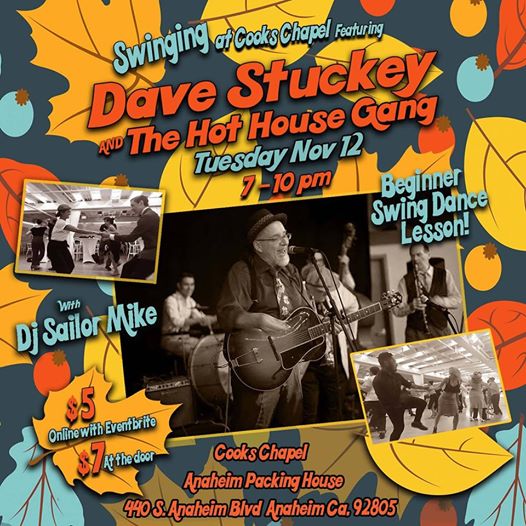 Swinging at Cooks Chapel Featuring
Dave Stuckey
AND The Hot House Gang
Tuesday Nov 12
7 - 10 pm
Beginner
Swing Dance
Lesson!
With
Dj Sailor Mike
$5
Online with Eventbrite
$7 At the door
Cooks Chapel
Anaheim Packing House
440 S. Anaheim Blvd Anaheim Ca, 92805